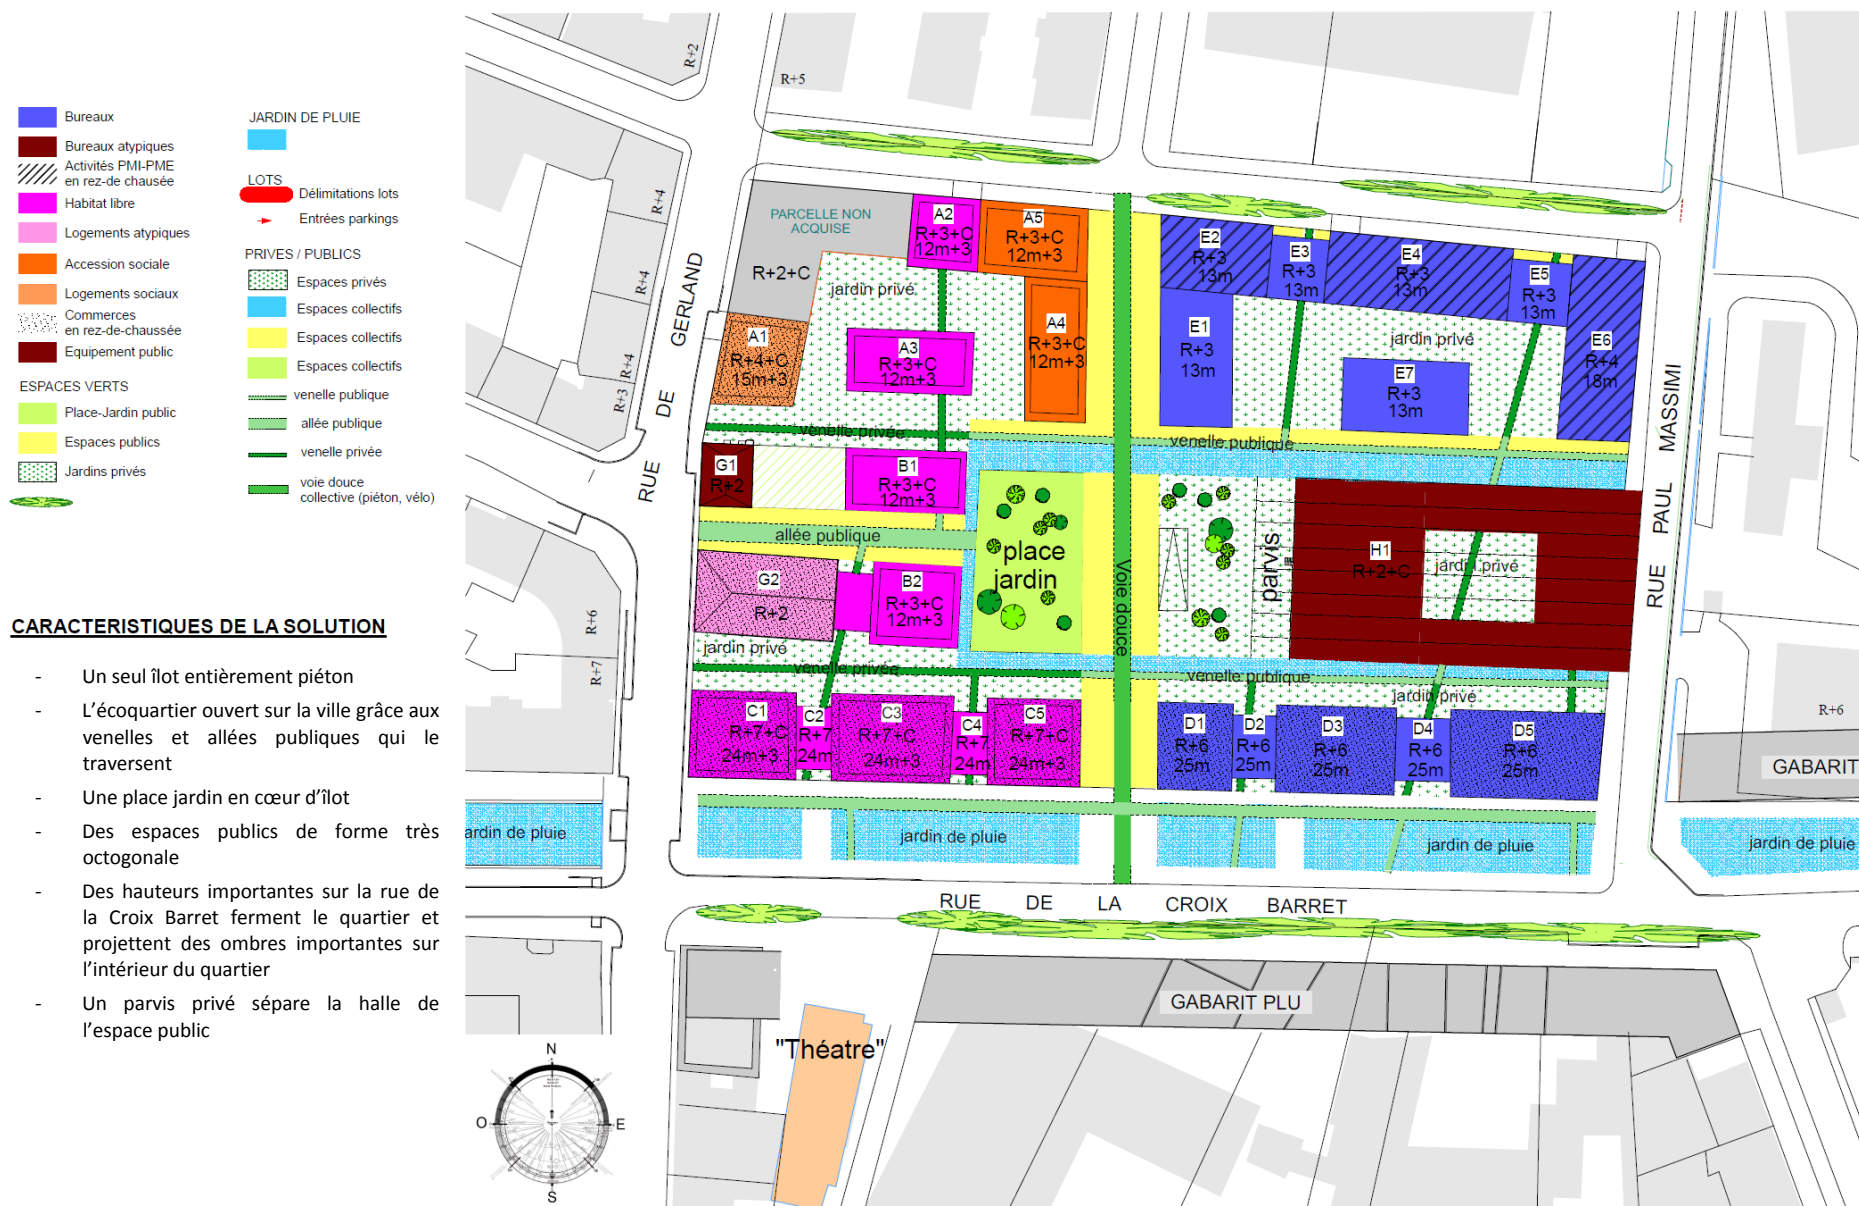 Bureaux
Bureaux atypiques
Activités PMI-PME
en rez-de chausée
Habitat libre
Logements atypiques
Accession sociale
Logements sociaux
Commerces
en rez-de-chaussée
Equipement public
ESPACES VERTS
Place-Jardin public
Espaces publics
Jardins privés
JARDIN DE PLUIE
LOTS
Délimitations lots
Entrées parkings
PRIVES / PUBLICS
Espaces privés
Espaces collectifs
Espaces collectifs
Espaces collectifs
venelle publique
allée publique
venelle privée
voie douce
collective (piéton, vélo)
CARACTERISTIQUES DE LA SOLUTION
- Un seul îlot entièrement piéton
- L'écoquartier ouvert sur la ville grâce aux
venelles et allées publiques qui le
traversent
- Une place jardin en cœur d'îlot
- Des espaces publics de forme très
octogonale
- Des hauteurs importantes sur la rue de
la Croix Barret ferment le quartier et
projettent des ombres importantes sur
l'intérieur du quartier
- Un parvis privé sépare la halle de
l'espace public
N
O
E
S
R+2
R+5
R+4
R+4
R+4
R+3
R+6
R+7
RUE DE GERLAND
PARCELLE NON
ACQUISE
R+2+C
A2
R+3+C
12m+3
A5
R+3+C
12m+3
jardin privé
A1
R+4+C
15m+3
A3
R+3+C
12m+3
A4
R+3+C
12m+3
E2
R+3
13m
E3
R+3
13m
E4
R+3
13m
E5
R+3
13m
E1
R+3
13m
jardin privé
E7
R+3
13m
E6
R+4
18m
venelle privée
venelle publique
G1
R+2
B1
R+3+C
12m+3
allée publique
place
jardin
Voie douce
parvis
H1
R+2+C
jardin privé
RUE PAUL MASSIMI
G2
R+2
B2
R+3+C
12m+3
jardin privé
venelle privée
venelle publique
jardin privé
C1
R+7+C
24m+3
C2
R+7
24m
C3
R+7+C
24m+3
C4
R+7
24m
C5
R+7+C
24m+3
D1
R+6
25m
D2
R+6
25m
D3
R+6
25m
D4
R+6
25m
D5
R+6
25m
R+6
GABARIT
ardin de pluie
jardin de pluie
jardin de pluie
jardin de pluie
RUE DE LA CROIX BARRET
GABARIT PLU
"Théatre"